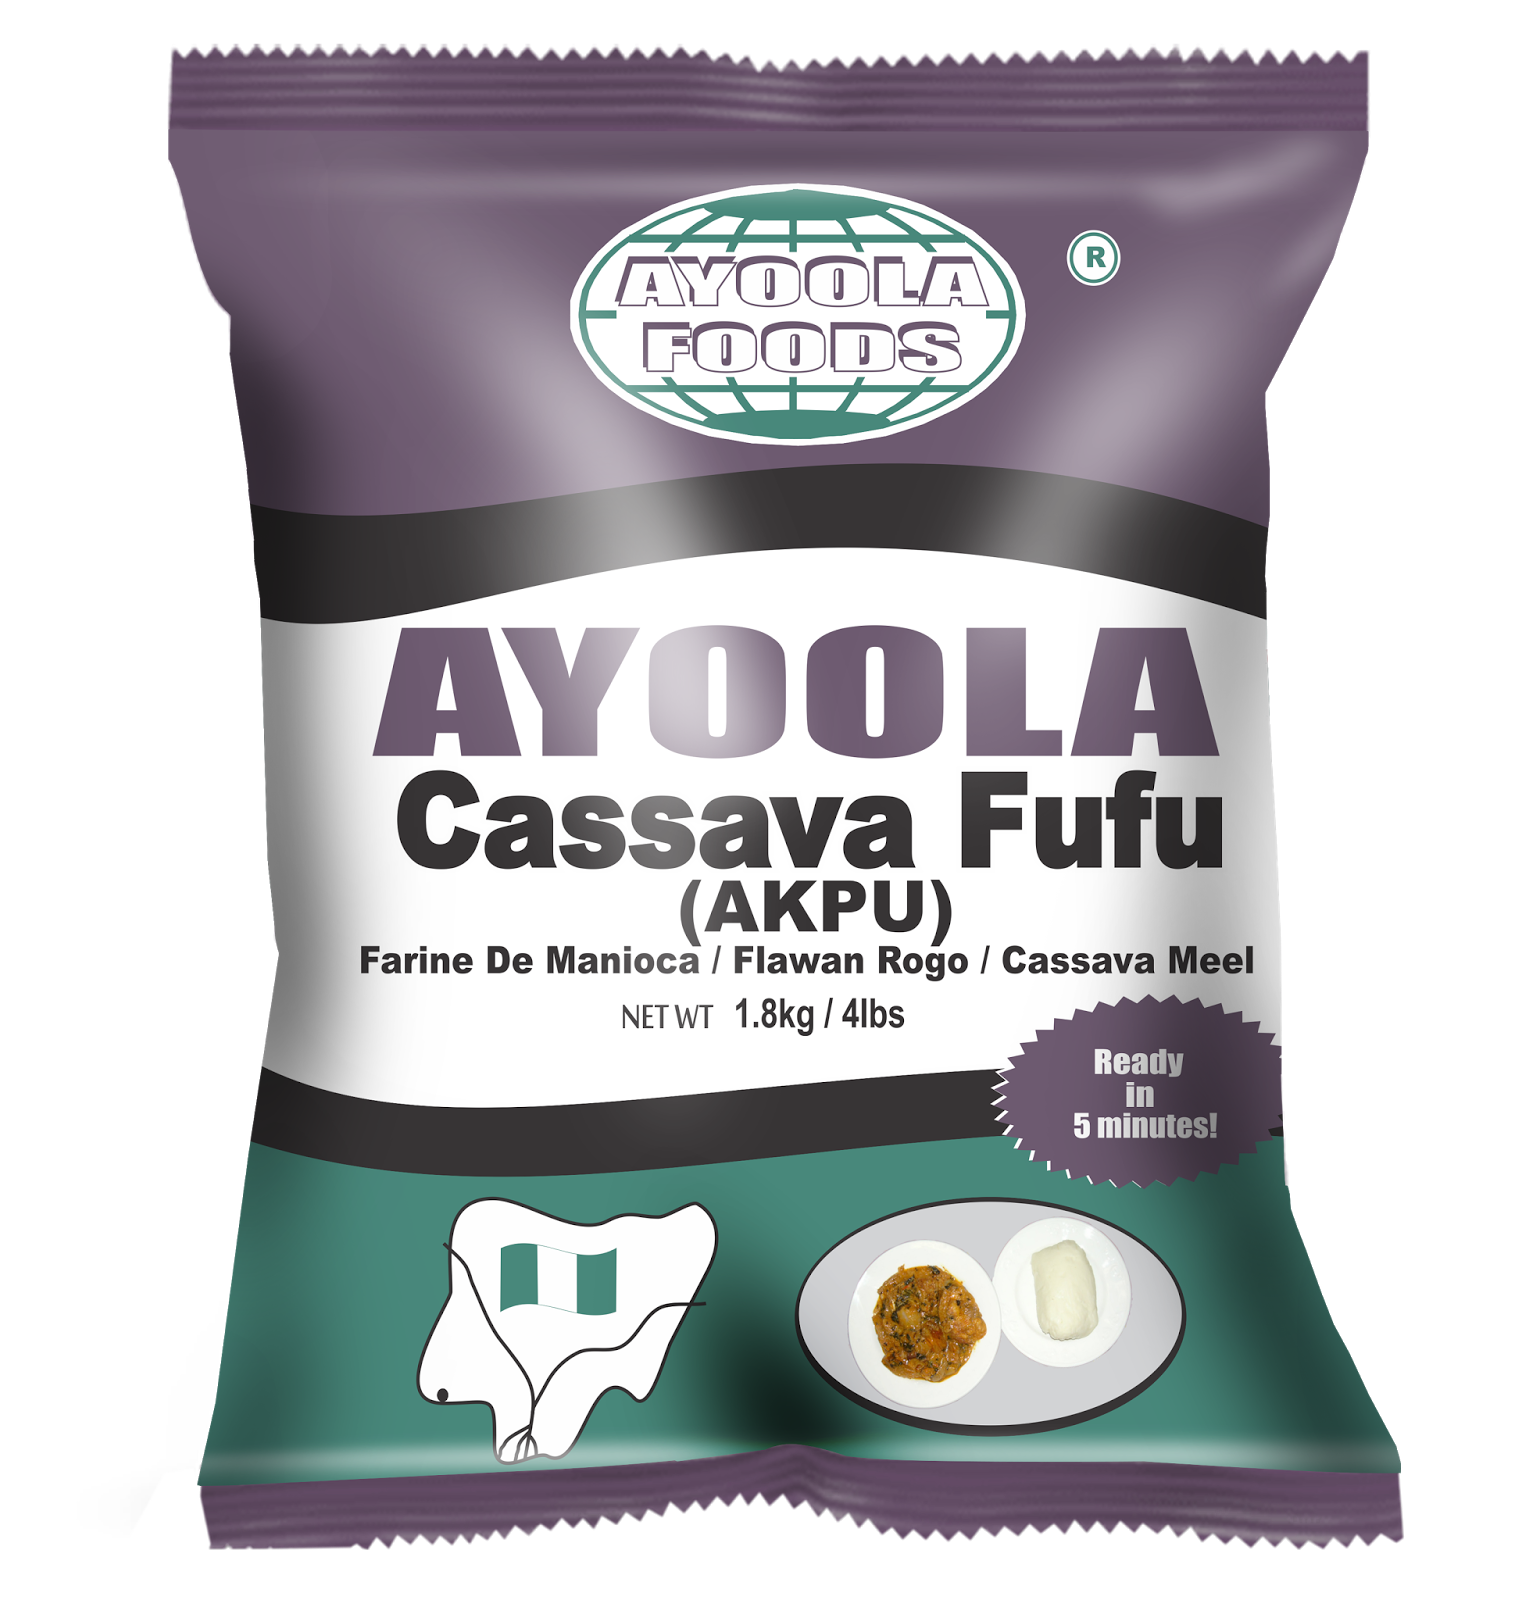 AYOOLA
FOODS
R
AYOOLA
Cassava Fufu
(AKPU)
Farine De Manioca / Flawan Rogo / Cassava Meel
NET WT 1.8kg / 4lbs
Ready
in
5 minutes!